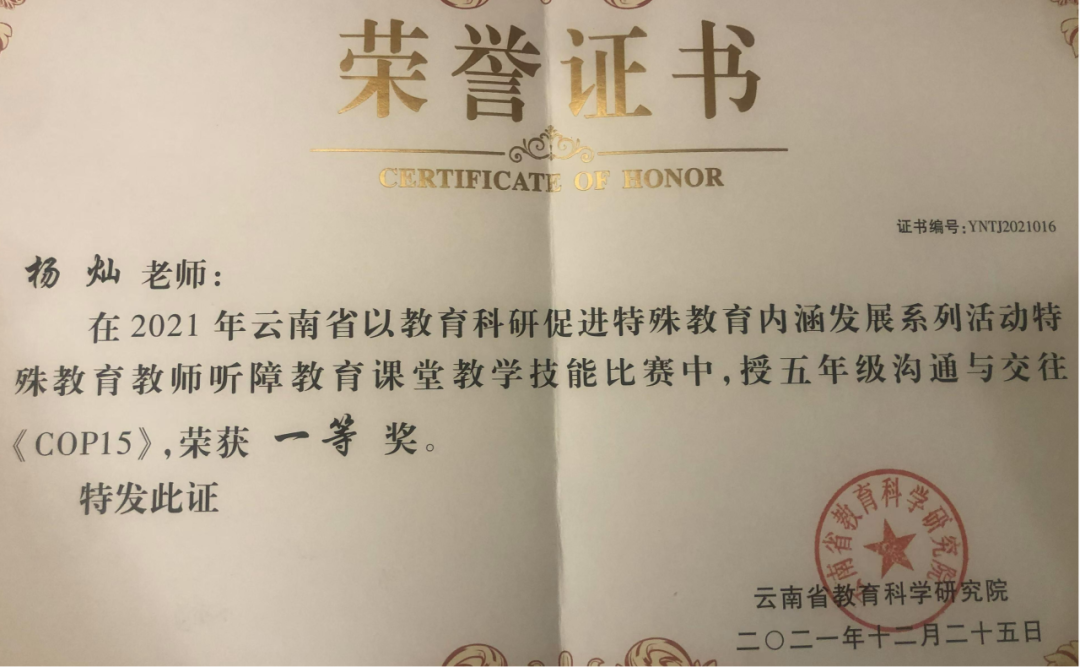 荣誉证书
CERTIFICATE OF HONOR
证书编号:YNTJ2021016
杨 灿 老师:
在2021年云南省以教育科研促进特殊教育内涵发展系列活动特
殊教育教师听障教育课堂教学技能比赛中,授五年级沟通与交往
《COP15》,荣获 一等 奖。
特发此证
云南省教育科学研究院
云南省教育科学研究院
二〇二一年十二月二十五日